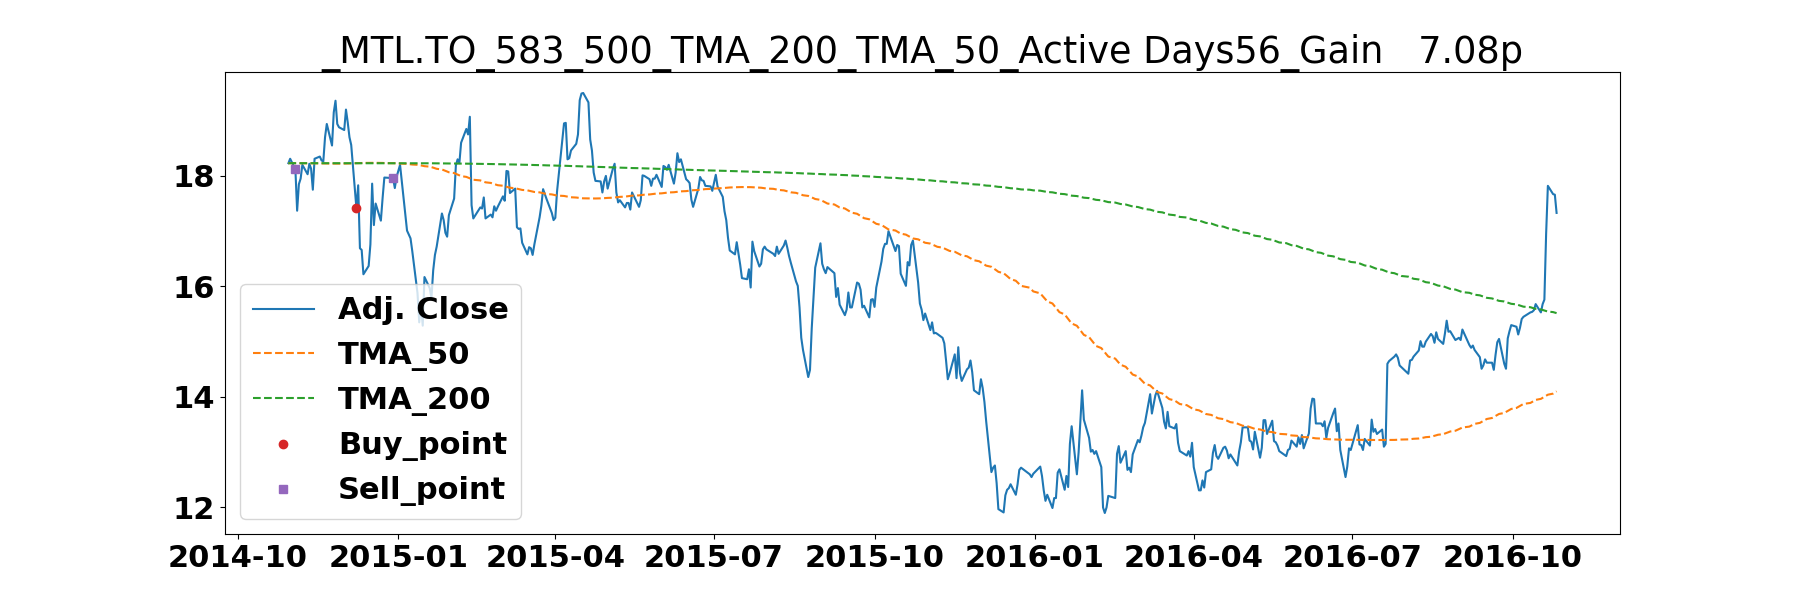 _MTL.TO_583_500_TMA_200_TMA_50_Active Days56_Gain   7.08p
18
16
14
12
Adj. Close
TMA_50
TMA_200
Buy_point
Sell_point
2014-10 2015-01 2015-04 2015-07 2015-10 2016-01 2016-04 2016-07 2016-10